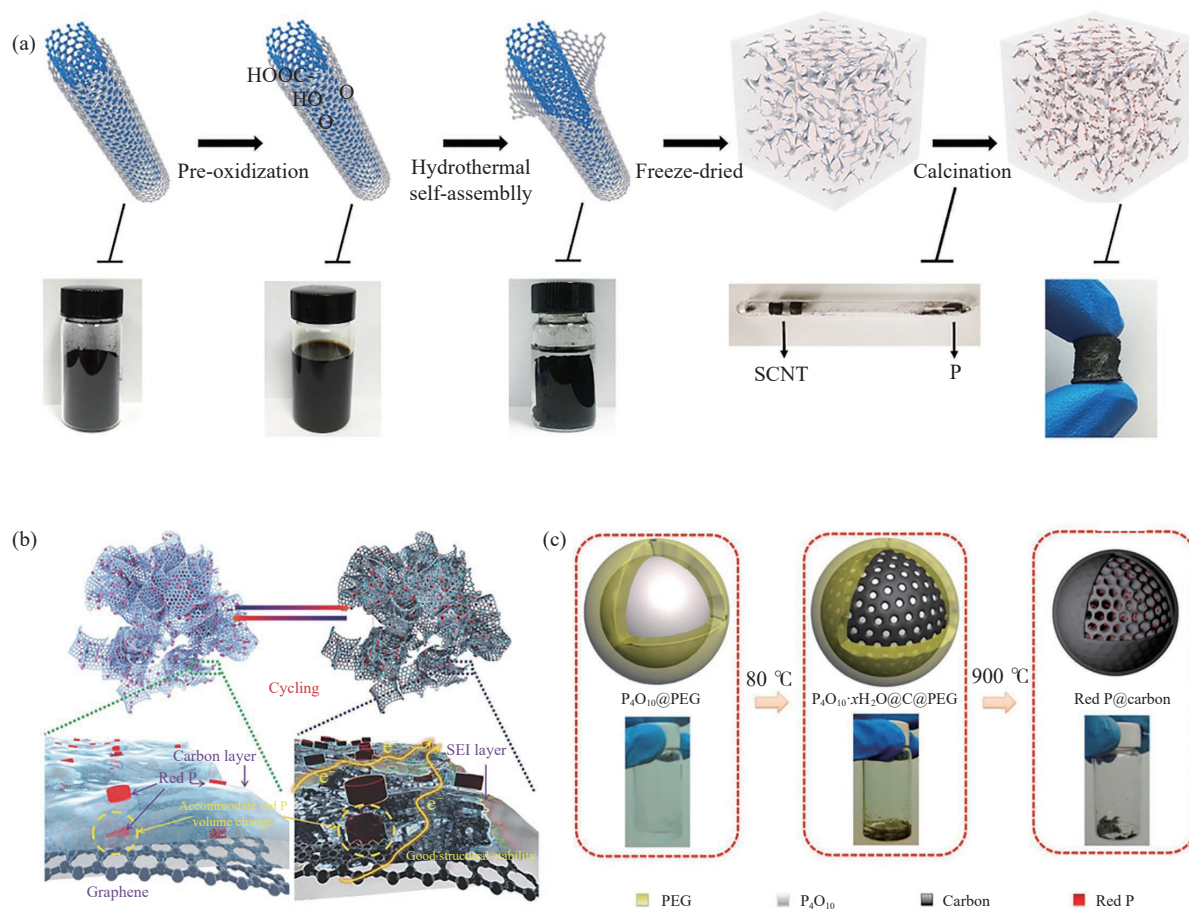 (a)
HOOC-
HO
O
O
Pre-oxidization
Hydrothermal
self-assemblly
Freeze-dried
Calcination
SCNT
P
(b)
Cycling
Carbon layer
Red P
Accommodate red P
volume change
Graphene
e⁻
SEI layer
e⁻
e⁻
Good structural stability
(c)
P₄O₁₀@PEG
80 ℃
P₄O₁₀·xH₂O@C@PEG
900 ℃
Red P@carbon
PEG
P₄O₁₀
Carbon
Red P